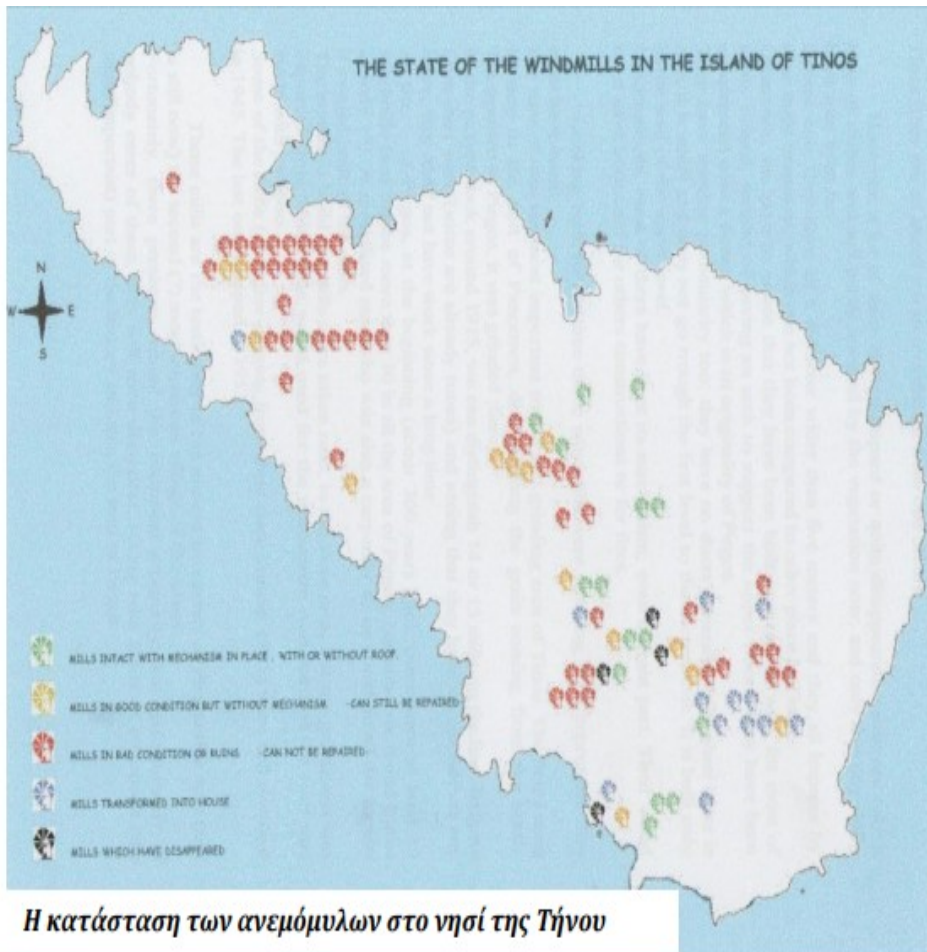 THE STATE OF THE WINDMILLS IN THE ISLAND OF TINOS
N
W E
S
MILLS INTACT WITH MECHANISM IN PLACE , WITH OR WITHOUT ROOF.
MILLS IN GOOD CONDITION BUT WITHOUT MECHANISM -CAN STILL BE REPAIRED-
MILLS IN BAD CONDITION OR RUINS -CAN NOT BE REPAIRED-
MILLS TRANSFORMED INTO HOUSE
MILLS WHICH HAVE DISAPPEARED
Η κατάσταση των ανεμόμυλων στο νησί της Τήνου